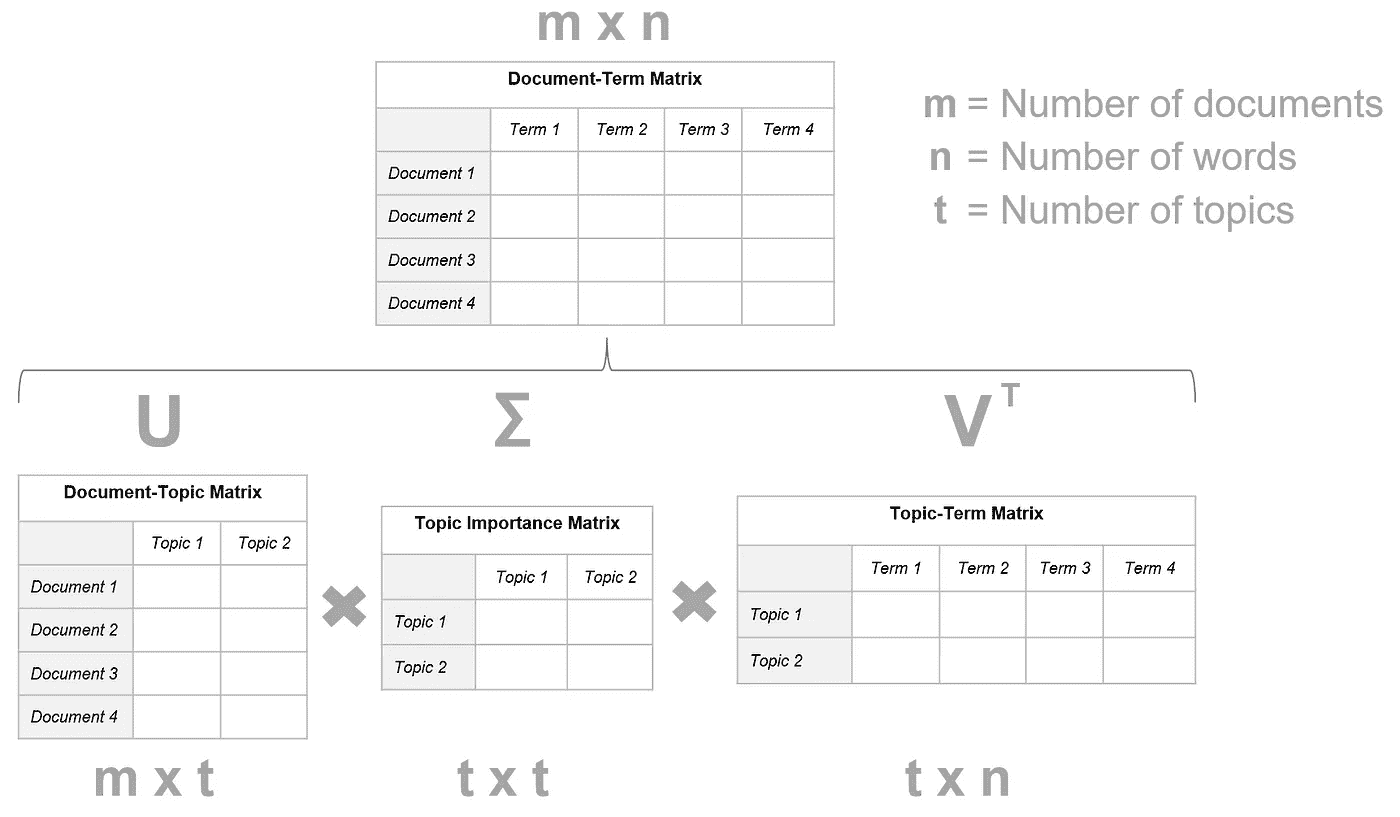 m x n
Document-Term Matrix
Term 1 Term 2 Term 3 Term 4
Document 1
Document 2
Document 3
Document 4
m = Number of documents
n = Number of words
t = Number of topics
U Σ V^T
Document-Topic Matrix
Topic 1 Topic 2
Document 1
Document 2
Document 3
Document 4
m x t
✖
Topic Importance Matrix
Topic 1 Topic 2
Topic 1
Topic 2
t x t
✖
Topic-Term Matrix
Term 1 Term 2 Term 3 Term 4
Topic 1
Topic 2
t x n